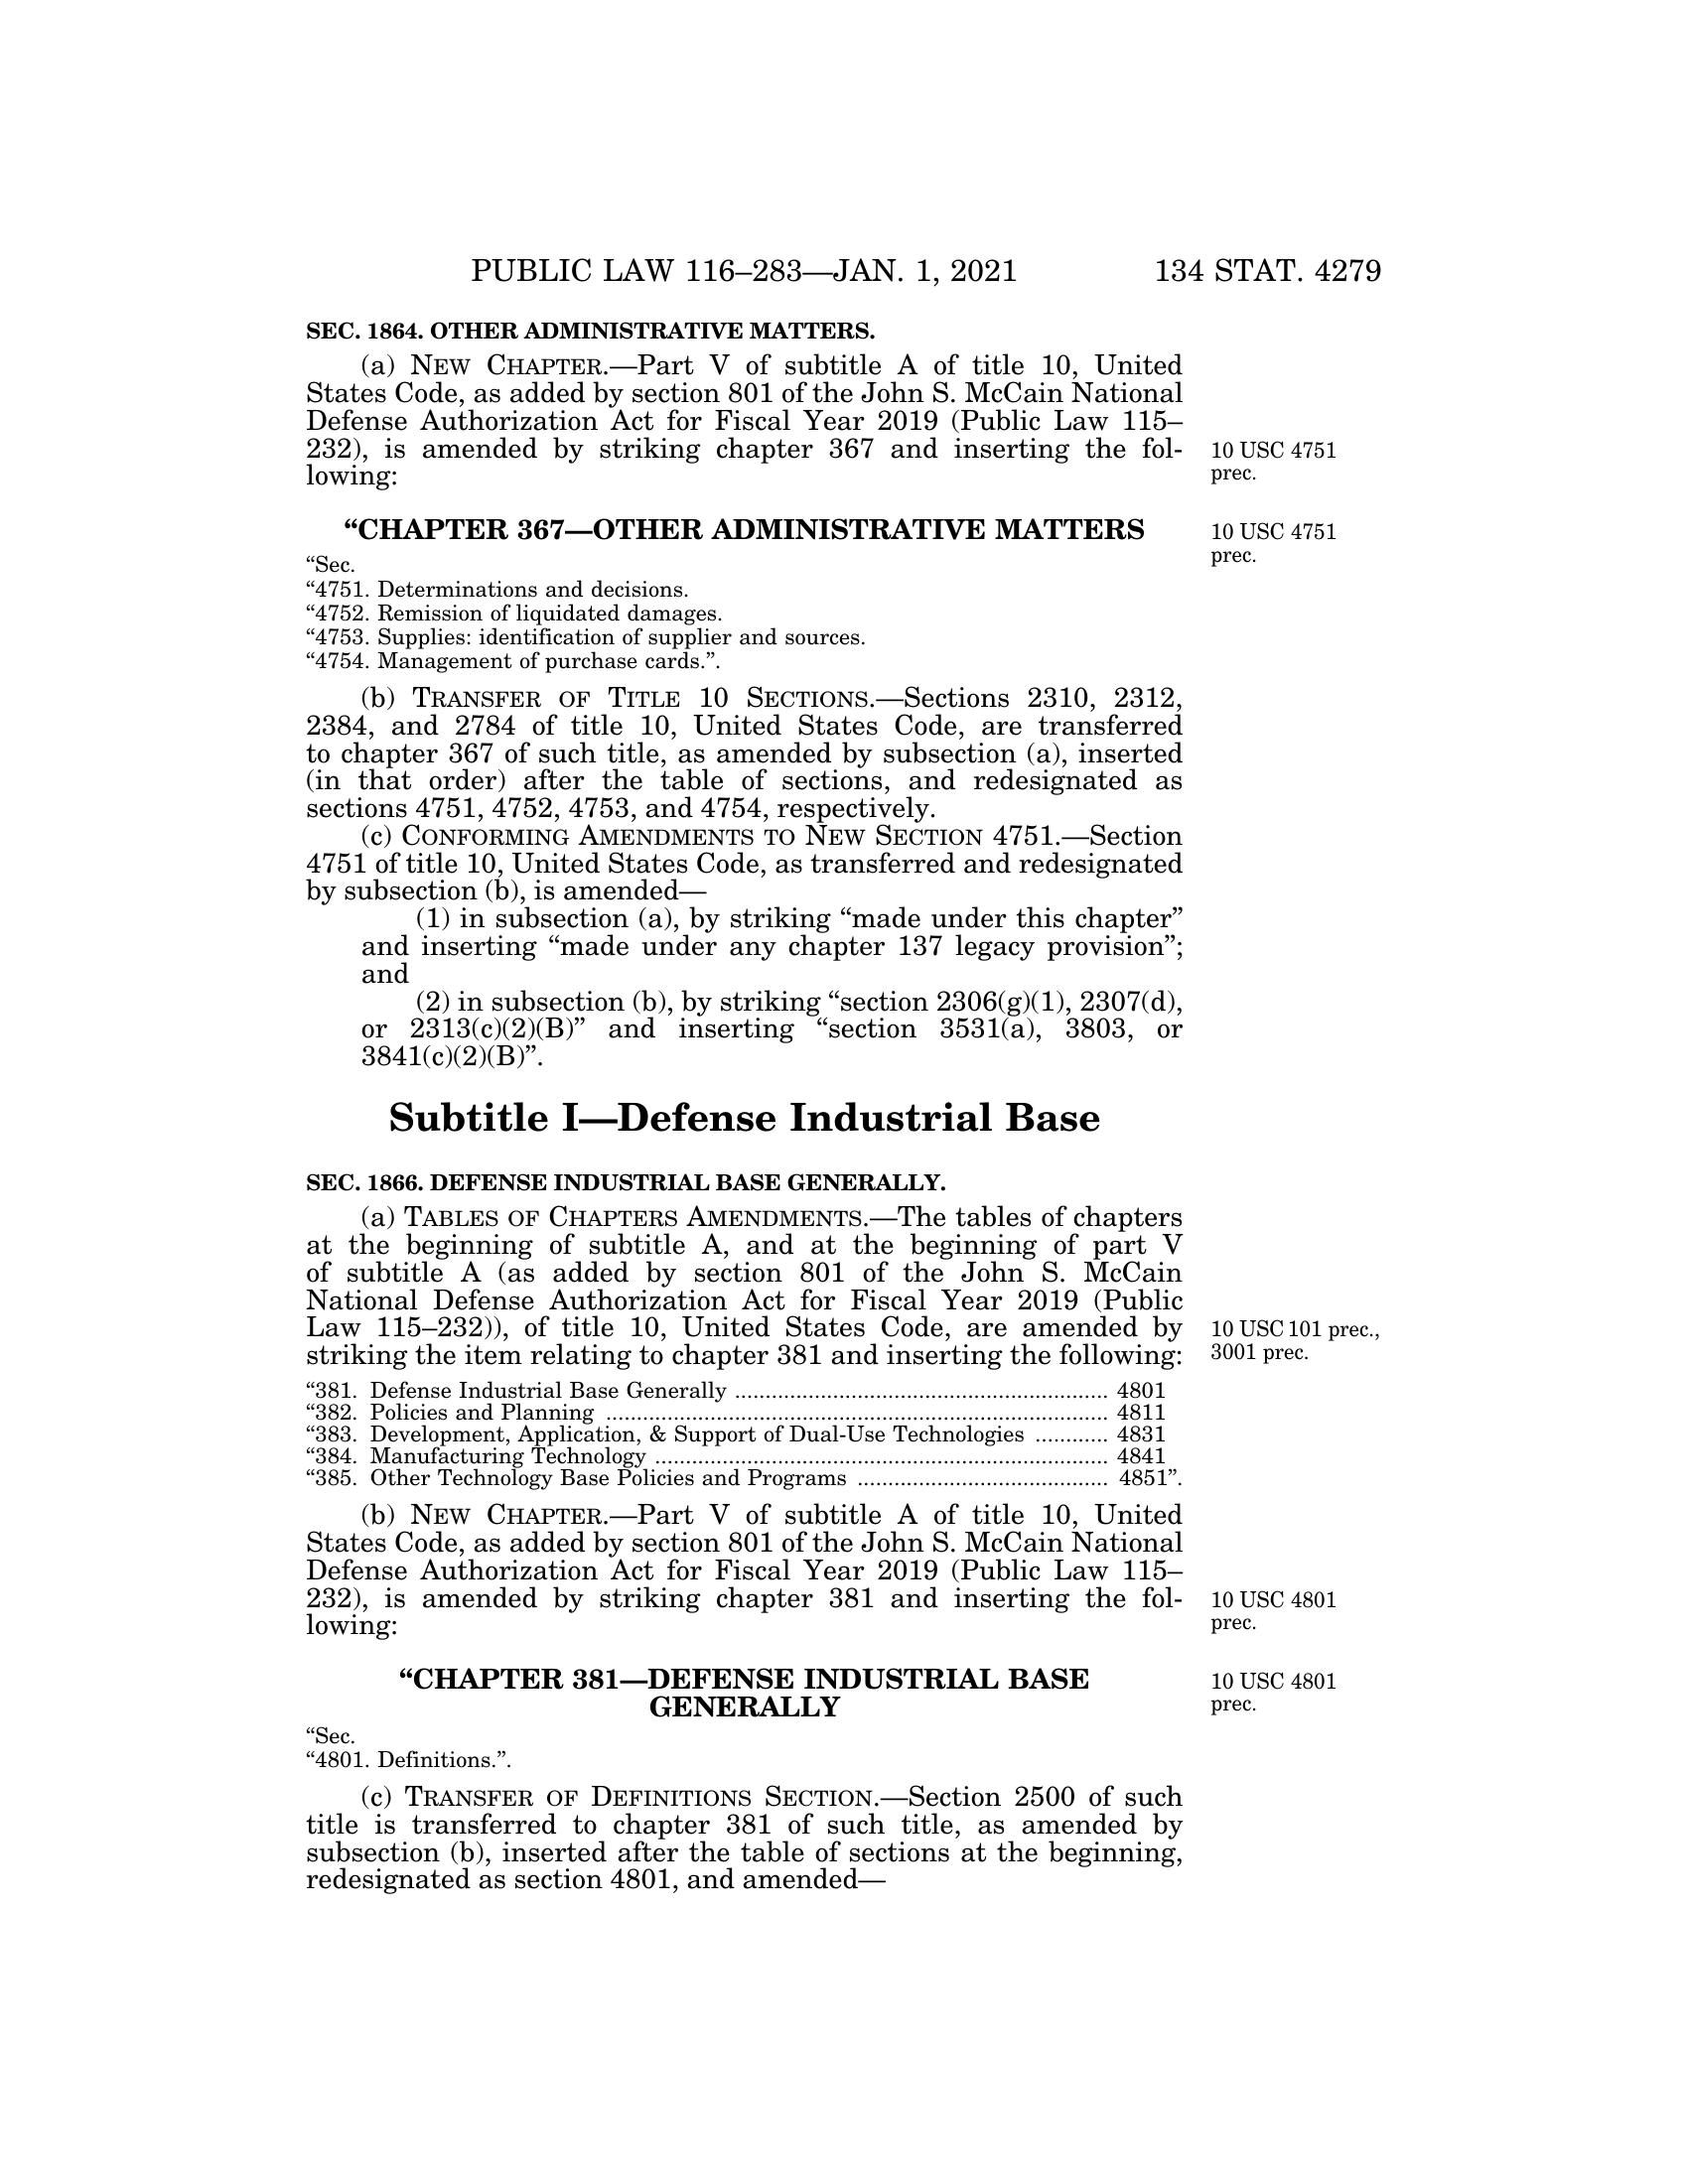 PUBLIC LAW 116–283—JAN. 1, 2021
134 STAT. 4279
SEC. 1864. OTHER ADMINISTRATIVE MATTERS.
(a) NEW CHAPTER.—Part V of subtitle A of title 10, United
States Code, as added by section 801 of the John S. McCain National
Defense Authorization Act for Fiscal Year 2019 (Public Law 115–
232), is amended by striking chapter 367 and inserting the fol-
lowing:
10 USC 4751
prec.
“CHAPTER 367—OTHER ADMINISTRATIVE MATTERS
10 USC 4751
prec.
“Sec.
“4751. Determinations and decisions.
“4752. Remission of liquidated damages.
“4753. Supplies: identification of supplier and sources.
“4754. Management of purchase cards.”.
(b) TRANSFER OF TITLE 10 SECTIONS.—Sections 2310, 2312,
2384, and 2784 of title 10, United States Code, are transferred
to chapter 367 of such title, as amended by subsection (a), inserted
(in that order) after the table of sections, and redesignated as
sections 4751, 4752, 4753, and 4754, respectively.
(c) CONFORMING AMENDMENTS TO NEW SECTION 4751.—Section
4751 of title 10, United States Code, as transferred and redesignated
by subsection (b), is amended—
(1) in subsection (a), by striking “made under this chapter”
and inserting “made under any chapter 137 legacy provision”;
and
(2) in subsection (b), by striking “section 2306(g)(1), 2307(d),
or 2313(c)(2)(B)” and inserting “section 3531(a), 3803, or
3841(c)(2)(B)”.
Subtitle I—Defense Industrial Base
SEC. 1866. DEFENSE INDUSTRIAL BASE GENERALLY.
(a) TABLES OF CHAPTERS AMENDMENTS.—The tables of chapters
at the beginning of subtitle A, and at the beginning of part V
of subtitle A (as added by section 801 of the John S. McCain
National Defense Authorization Act for Fiscal Year 2019 (Public
Law 115–232)), of title 10, United States Code, are amended by
striking the item relating to chapter 381 and inserting the following:
10 USC 101 prec.,
3001 prec.
“381. Defense Industrial Base Generally .............................................................. 4801
“382. Policies and Planning ................................................................................... 4811
“383. Development, Application, & Support of Dual-Use Technologies ............ 4831
“384. Manufacturing Technology ........................................................................... 4841
“385. Other Technology Base Policies and Programs .......................................... 4851”.
(b) NEW CHAPTER.—Part V of subtitle A of title 10, United
States Code, as added by section 801 of the John S. McCain National
Defense Authorization Act for Fiscal Year 2019 (Public Law 115–
232), is amended by striking chapter 381 and inserting the fol-
lowing:
10 USC 4801
prec.
“CHAPTER 381—DEFENSE INDUSTRIAL BASE
GENERALLY
10 USC 4801
prec.
“Sec.
“4801. Definitions.”.
(c) TRANSFER OF DEFINITIONS SECTION.—Section 2500 of such
title is transferred to chapter 381 of such title, as amended by
subsection (b), inserted after the table of sections at the beginning,
redesignated as section 4801, and amended—